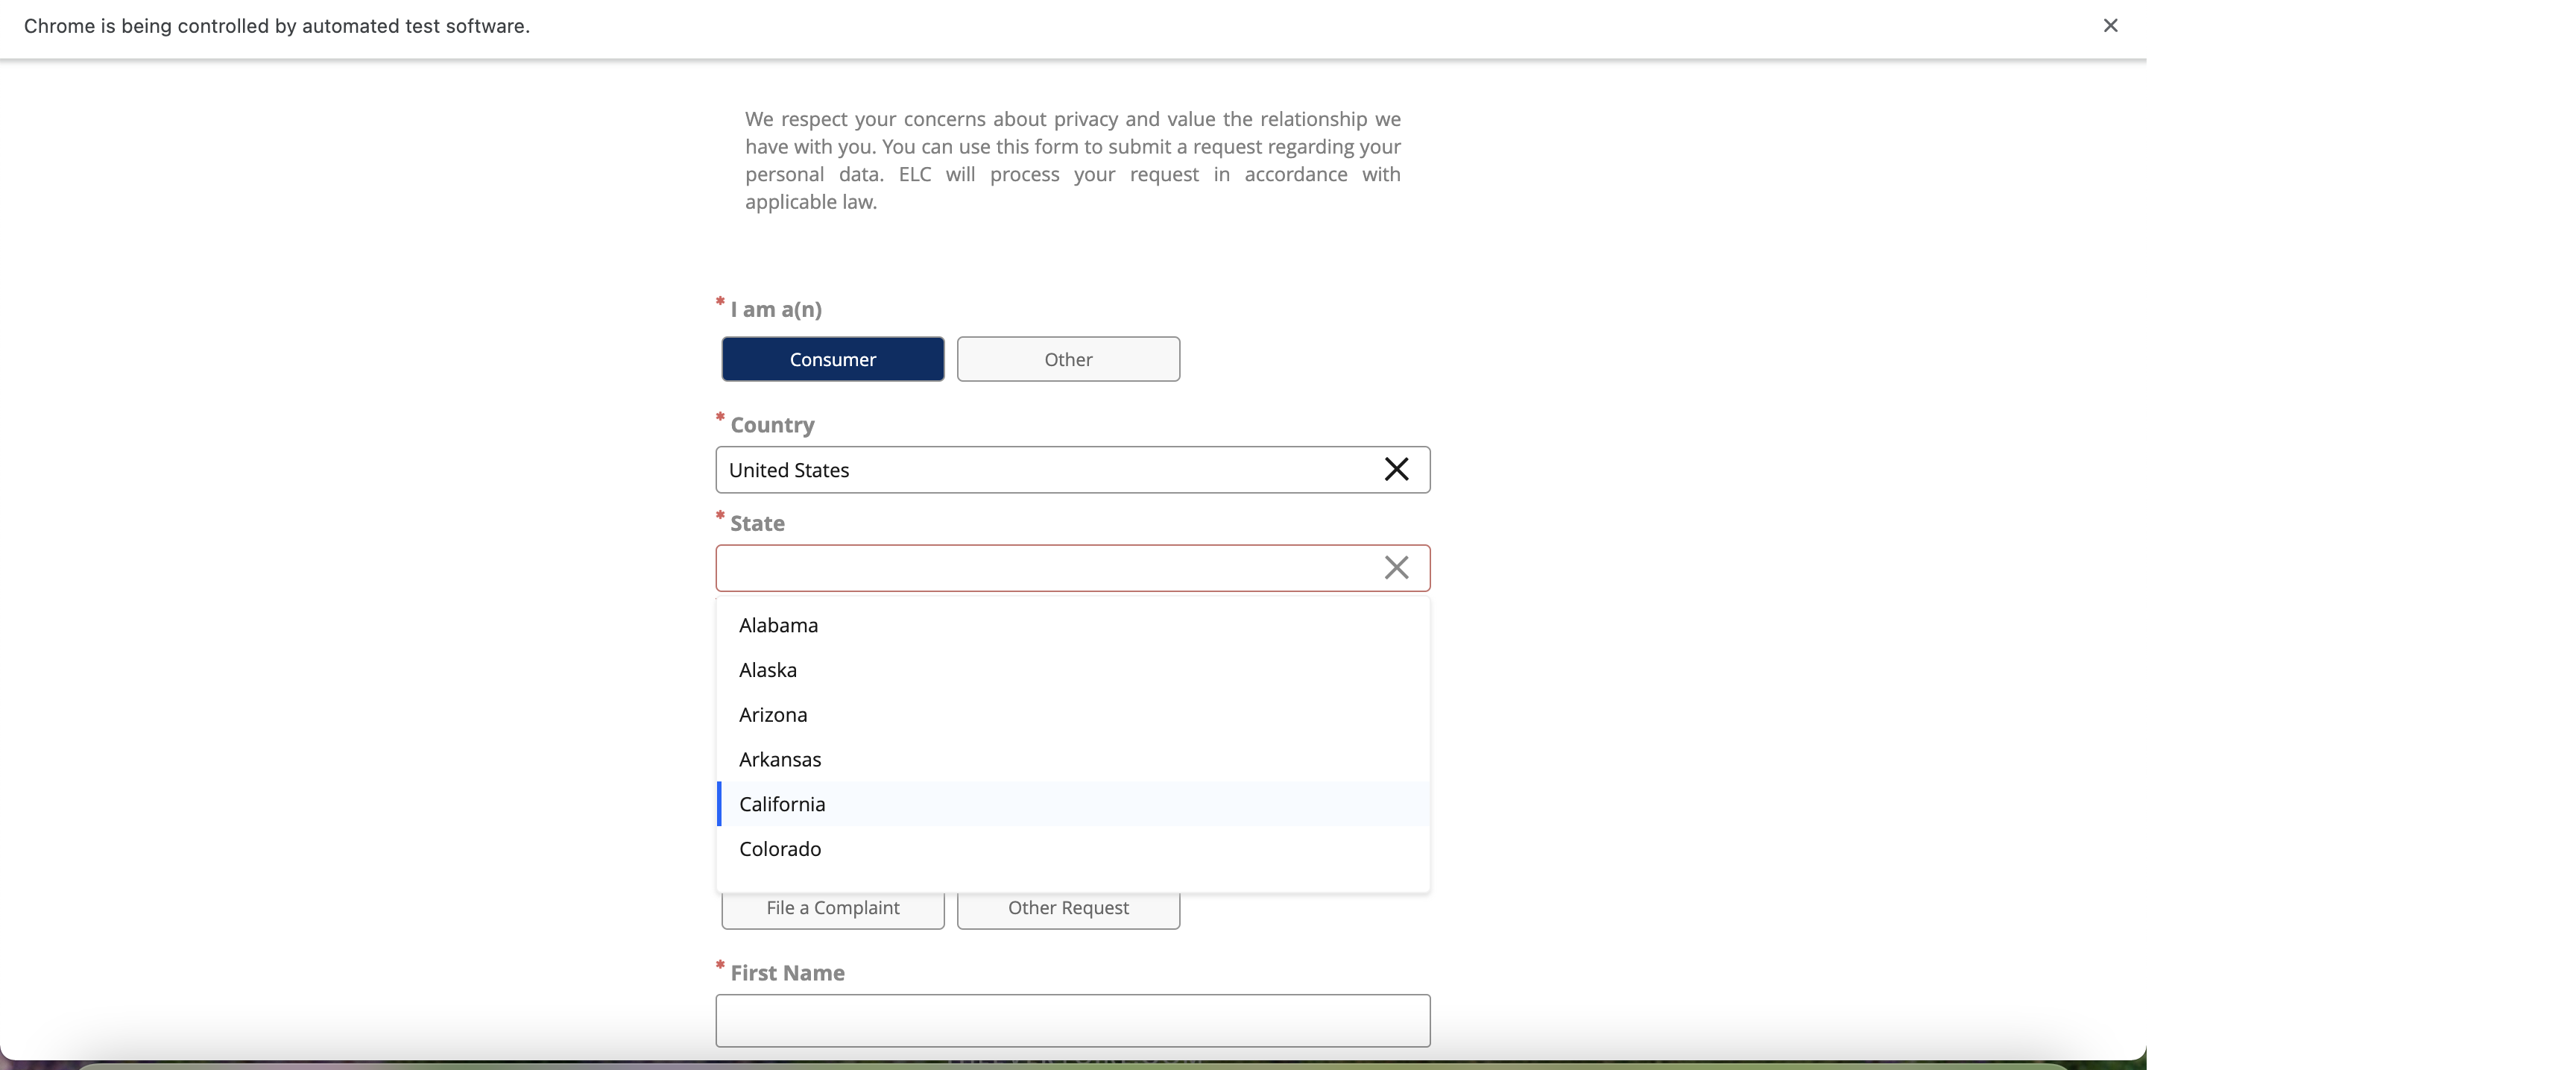 Chrome is being controlled by automated test software.
We respect your concerns about privacy and value the relationship we
have with you. You can use this form to submit a request regarding your
personal data. ELC will process your request in accordance with
applicable law.
* I am a(n)
Consumer Other
* Country
United States
* State
Alabama
Alaska
Arizona
Arkansas
California
Colorado
File a Complaint Other Request
* First Name